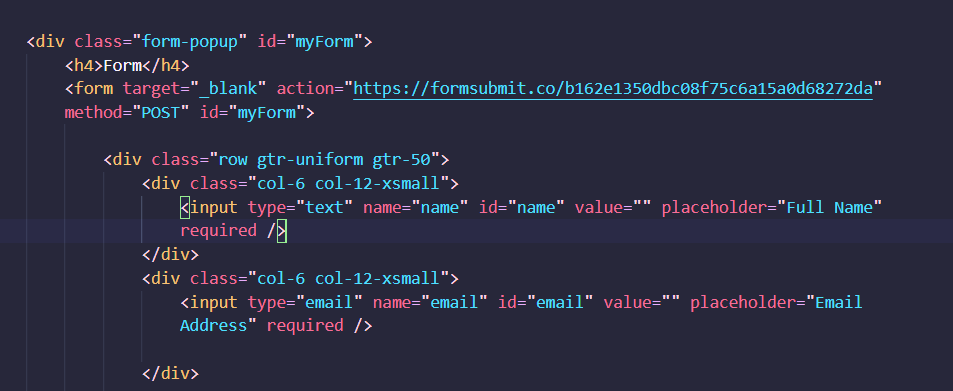 <div class="form-popup" id="myForm">
<h4>Form</h4>
<form target="_blank" action="https://formsubmit.co/b162e1350dbc08f75c6a15a0d68272da"
method="POST" id="myForm">
<div class="row gtr-uniform gtr-50">
<div class="col-6 col-12-xsmall">
<input type="text" name="name" id="name" value="" placeholder="Full Name"
required />
</div>
<div class="col-6 col-12-xsmall">
<input type="email" name="email" id="email" value="" placeholder="Email
Address" required />
</div>